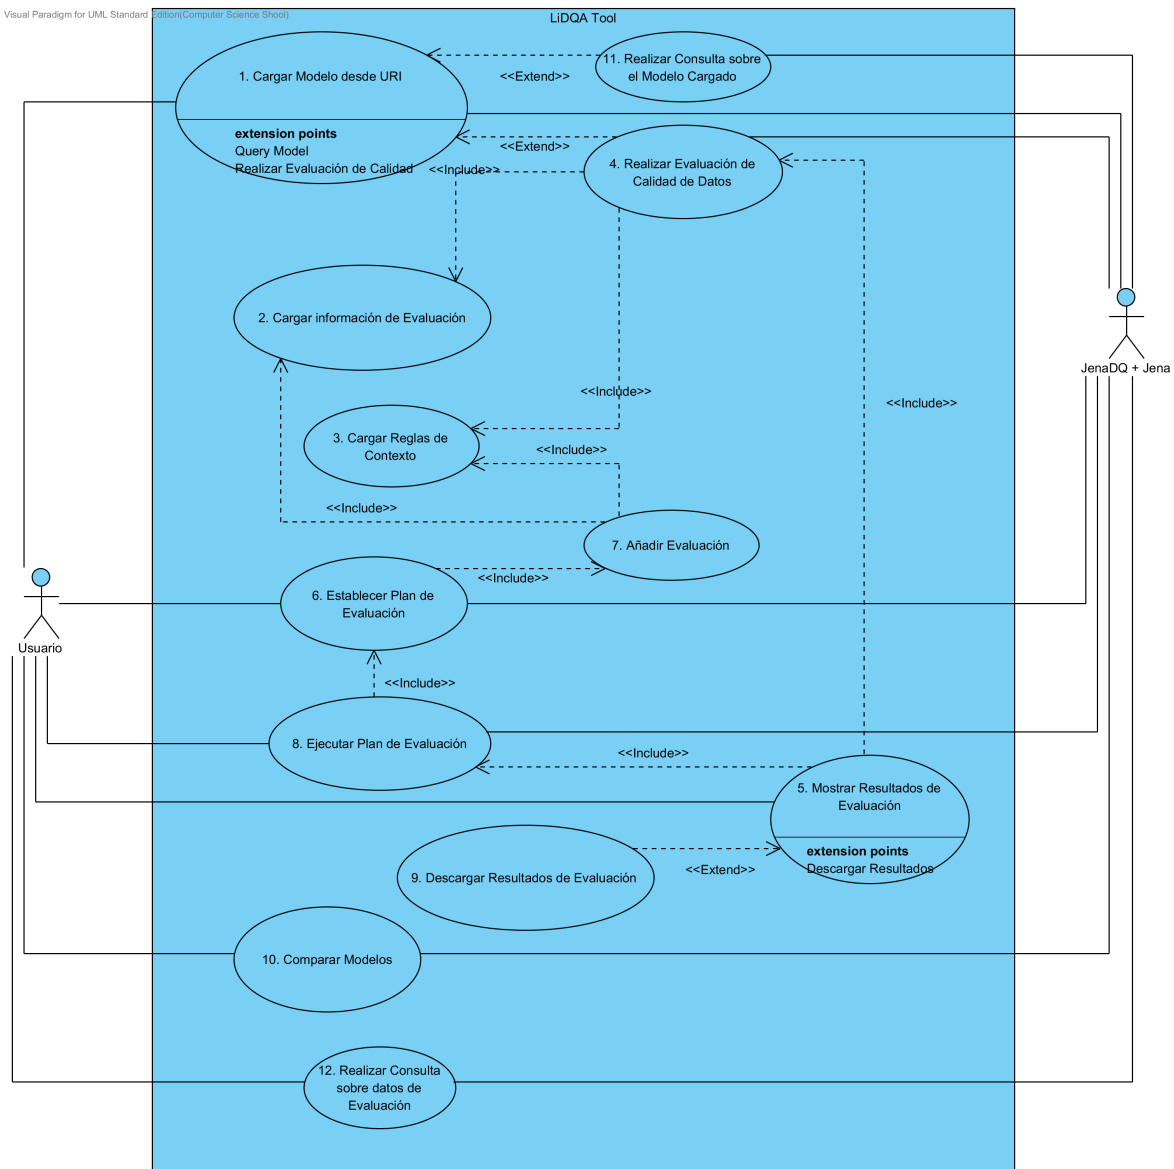 Visual Paradigm for UML Standard Edition(Computer Science Shool)
LiDQA Tool
1. Cargar Modelo desde URI
extension points
Query Model
Realizar Evaluación de Calidad
11. Realizar Consulta sobre
el Modelo Cargado
<<Extend>>
<<Extend>>
4. Realizar Evaluación de
Calidad de Datos
<<Include>>
2. Cargar información de Evaluación
JenaDQ + Jena
<<Include>>
<<Include>>
3. Cargar Reglas de
Contexto
<<Include>>
<<Include>>
7. Añadir Evaluación
<<Include>>
6. Establecer Plan de
Evaluación
Usuario
<<Include>>
8. Ejecutar Plan de Evaluación
<<Include>>
5. Mostrar Resultados de
Evaluación
extension points
Descargar Resultados
<<Extend>>
9. Descargar Resultados de Evaluación
10. Comparar Modelos
12. Realizar Consulta
sobre datos de
Evaluación